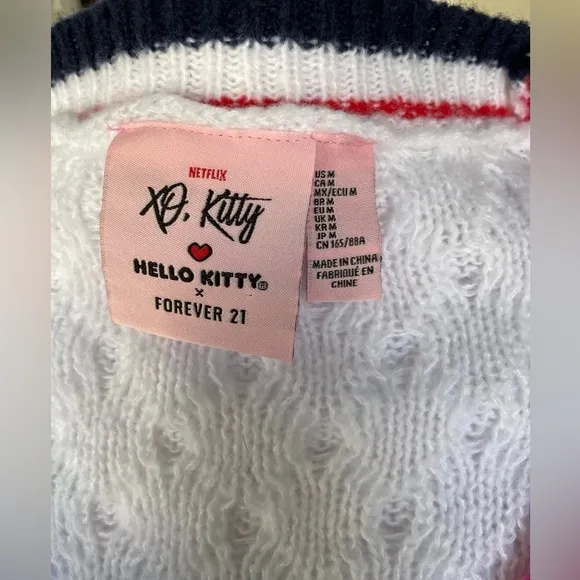 NETFLIX
XO, Kitty
HELLO KITTY®
×
FOREVER 21
US M
CA M
MX/ECU M
BR M
EU M
UK M
KR M
JP M
CN 165/88A
MADE IN CHINA
FABRIQUÉ EN
CHINE